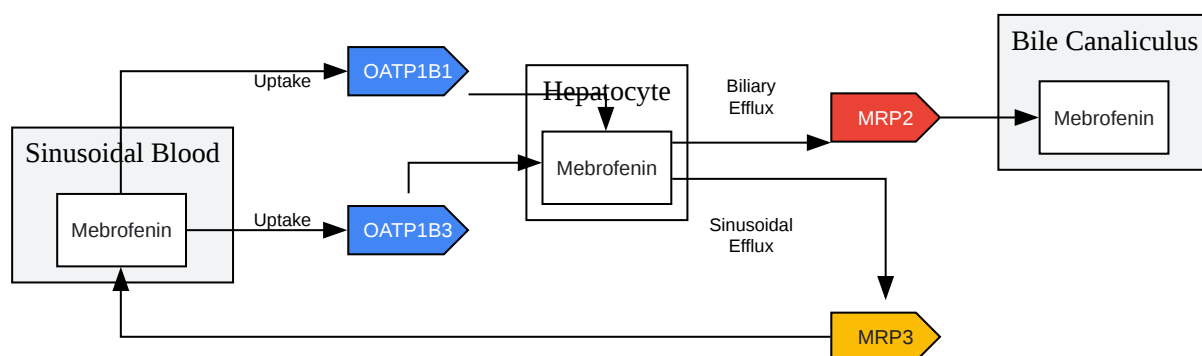 Bile Canaliculus
OATP1B1
Uptake
Hepatocyte
Biliary
Efflux
MRP2
Mebrofenin
Sinusoidal Blood
Mebrofenin
Mebrofenin
Uptake
OATP1B3
Sinusoidal
Efflux
MRP3